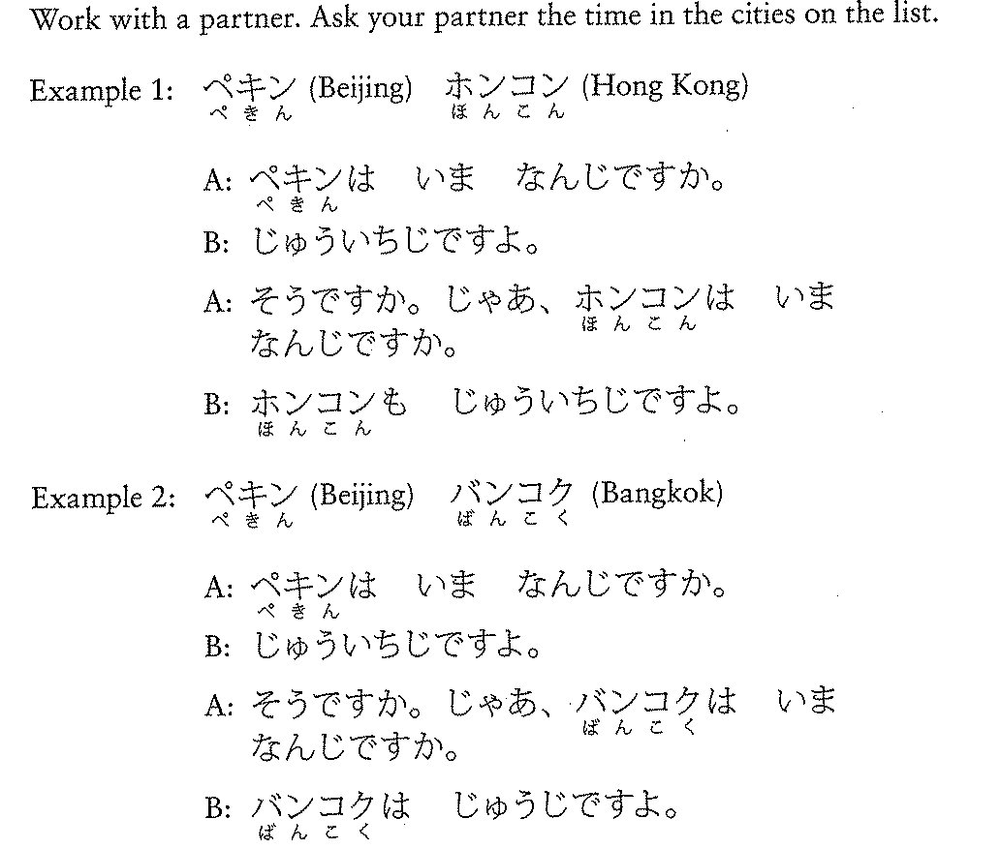 Work with a partner. Ask your partner the time in the cities on the list.
Example 1: ペキン (Beijing) ホンコン (Hong Kong)
ぺ き ん ほ ん こ ん
A: ペキンは いま なんじですか。
ぺ き ん
B: じゅういちじですよ。
A: そうですか。じゃあ、ホンコンは いま
ほ ん こ ん
なんじですか。
B: ホンコンも じゅういちじですよ。
ほ ん こ ん
Example 2: ペキン (Beijing) バンコク (Bangkok)
ぺ き ん ば ん こ く
A: ペキンは いま なんじですか。
ぺ き ん
B: じゅういちじですよ。
A: そうですか。じゃあ、バンコクは いま
ば ん こ く
なんじですか。
B: バンコクは じゅうじですよ。
ば ん こ く